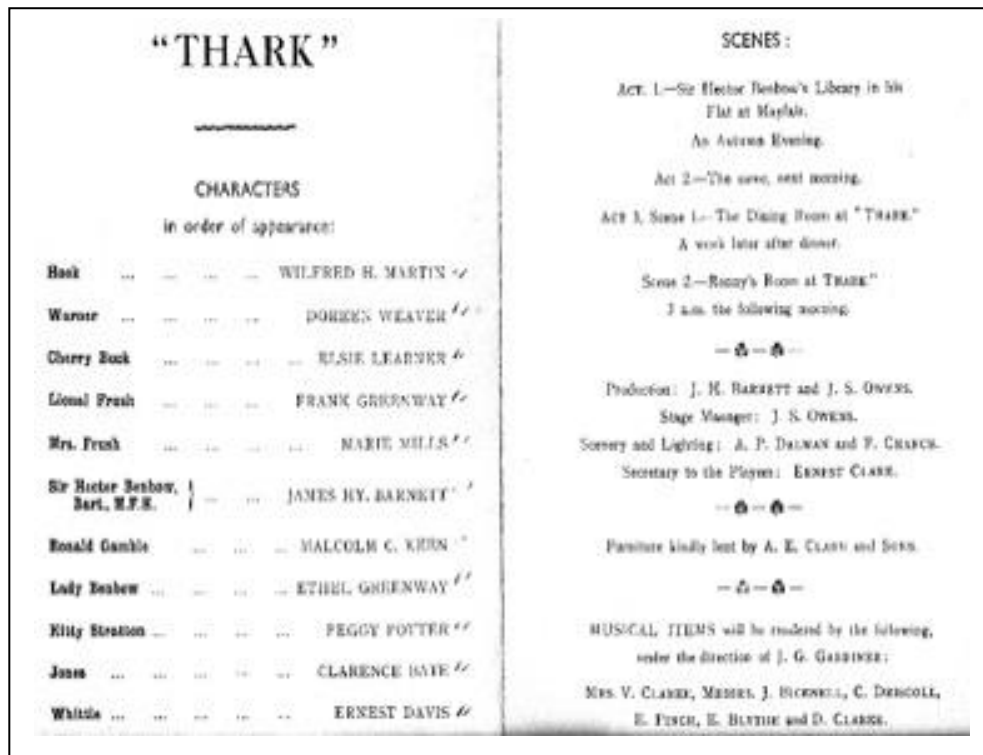 "THARK"
CHARACTERS
in order of appearance:
Hook ... ... ... ... WILFRED H. MARTIN
Warner ... ... ... ... DOREEN WEAVER
Cherry Buck ... ... ... ... ELSIE LEARNER
Lionel Frush ... ... ... ... FRANK GREENWAY
Mrs. Frush ... ... ... ... MARIE MILLS
Sir Hector Benbow,
Bart., M.F.H. } ... ... JAMES HY. BARNETT
Ronald Gamble ... ... ... MALCOLM C. KERN
Lady Benbow ... ... ... ... ETHEL GREENWAY
Kitty Stratton ... ... ... ... PEGGY POTTER
Jones ... ... ... ... ... CLARENCE
Whittle ... ... ... ... ... ERNEST DAVIS
SCENES:
ACT. 1.—Sir Hector Benbow's Library in his
Flat at Mayfair.
An Autumn Evening.
Act 2—The same, next morning.
ACT 3, Scene 1.—The Dining Room at "THARK."
A week later after dinner.
Scene 2—Ronny's Room at THARK."
3 a.m. the following morning.
Production: J. H. BARNETT and J. S. OWENS.
Stage Manager: J. S. OWENS.
Scenery and Lighting: A. P. DALMAN and F.
Secretary to the Players: ERNEST CLARK.
Furniture kindly lent by A. E. and SONS.
MUSICAL ITEMS will be rendered by the following,
under the direction of J. G. GARDINER:
MRS. V. CLARKE, MESSRS. J. BICKNELL, C. DRISCOLL,
E. FINCH, E. BLYTHE and D. CLARKE.